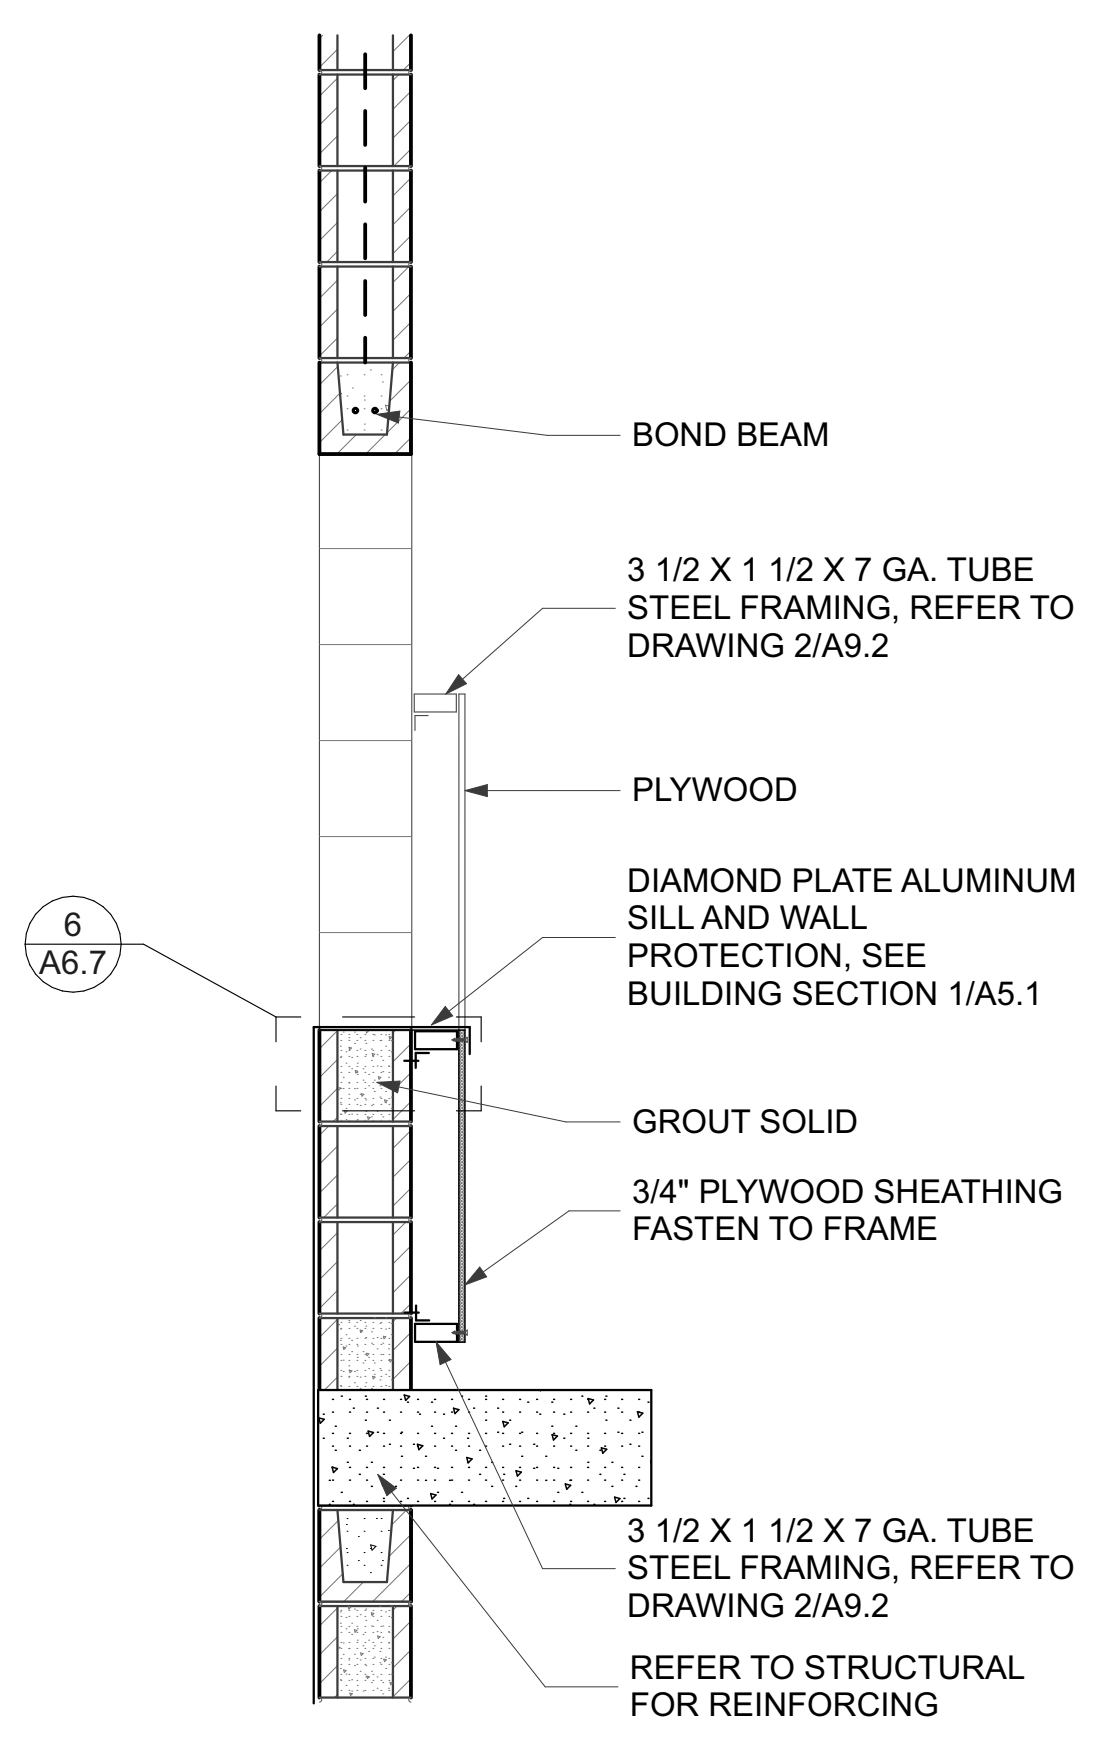 BOND BEAM
3 1/2 X 1 1/2 X 7 GA. TUBE
STEEL FRAMING, REFER TO
DRAWING 2/A9.2
PLYWOOD
DIAMOND PLATE ALUMINUM
SILL AND WALL
PROTECTION, SEE
BUILDING SECTION 1/A5.1
6
A6.7
GROUT SOLID
3/4" PLYWOOD SHEATHING
FASTEN TO FRAME
3 1/2 X 1 1/2 X 7 GA. TUBE
STEEL FRAMING, REFER TO
DRAWING 2/A9.2
REFER TO STRUCTURAL
FOR REINFORCING